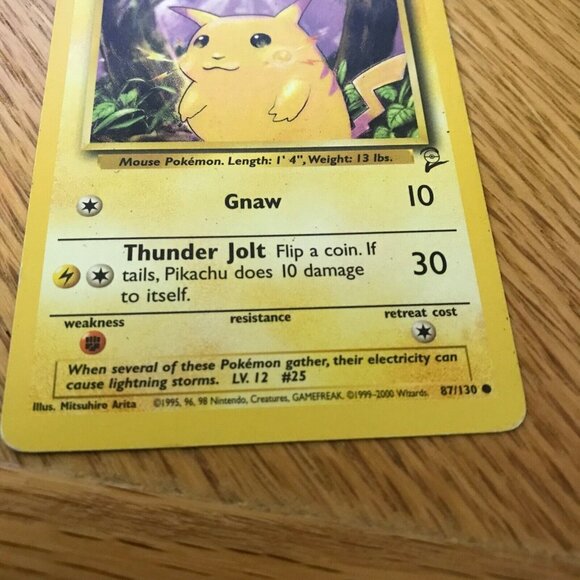 Mouse Pokémon. Length: 1' 4", Weight: 13 lbs.
Gnaw 10
Thunder Jolt Flip a coin. If
tails, Pikachu does 10 damage
to itself.
30
weakness resistance retreat cost
When several of these Pokémon gather, their electricity can
cause lightning storms. LV. 12 #25
Illus. Mitsuhiro Arita ©1995, 96, 98 Nintendo, Creatures, GAMEFREAK. ©1999-2000 Wizards. 87/130